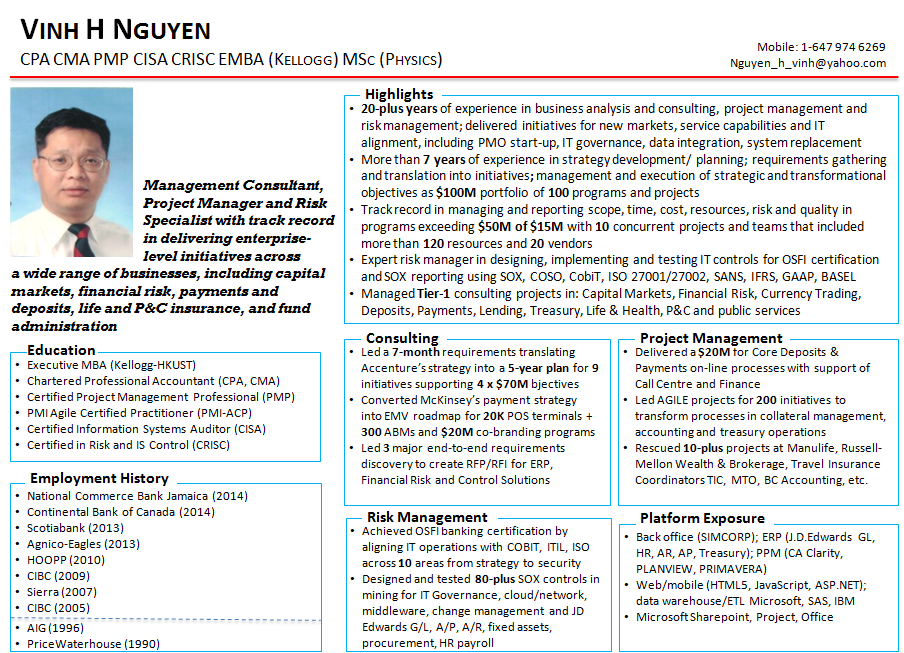 VINH H NGUYEN
CPA CMA PMP CISA CRISC EMBA (KELLOGG) MSC (PHYSICS)
Mobile: 1-647 974 6269
Nguyen_h_vinh@yahoo.com
Management Consultant,
Project Manager and Risk
Specialist with track record
in delivering enterprise-
level initiatives across
a wide range of businesses, including capital
markets, financial risk, payments and
deposits, life and P&C insurance, and fund
administration
Highlights
• 20-plus years of experience in business analysis and consulting, project management and
risk management; delivered initiatives for new markets, service capabilities and IT
alignment, including PMO start-up, IT governance, data integration, system replacement
• More than 7 years of experience in strategy development/ planning; requirements gathering
and translation into initiatives; management and execution of strategic and transformational
objectives as $100M portfolio of 100 programs and projects
• Track record in managing and reporting scope, time, cost, resources, risk and quality in
programs exceeding $50M of $15M with 10 concurrent projects and teams that included
more than 120 resources and 20 vendors
• Expert risk manager in designing, implementing and testing IT controls for OSFI certification
and SOX reporting using SOX, COSO, CobiT, ISO 27001/27002, SANS, IFRS, GAAP, BASEL
• Managed Tier-1 consulting projects in: Capital Markets, Financial Risk, Currency Trading,
Deposits, Payments, Lending, Treasury, Life & Health, P&C and public services
Education
• Executive MBA (Kellogg-HKUST)
• Chartered Professional Accountant (CPA, CMA)
• Certified Project Management Professional (PMP)
• PMI Agile Certified Practitioner (PMI-ACP)
• Certified Information Systems Auditor (CISA)
• Certified in Risk and IS Control (CRISC)
Employment History
• National Commerce Bank Jamaica (2014)
• Continental Bank of Canada (2014)
• Scotiabank (2013)
• Agnico-Eagles (2013)
• HOOPP (2010)
• CIBC (2009)
• Sierra (2007)
• CIBC (2005)
• AIG (1996)
• PriceWaterhouse (1990)
Consulting
• Led a 7-month requirements translating
Accenture's strategy into a 5-year plan for 9
initiatives supporting 4 x $70M bjectives
• Converted McKinsey's payment strategy
into EMV roadmap for 20K POS terminals +
300 ABMs and $20M co-branding programs
• Led 3 major end-to-end requirements
discovery to create RFP/RFI for ERP,
Financial Risk and Control Solutions
Project Management
• Delivered a $20M for Core Deposits &
Payments on-line processes with support of
Call Centre and Finance
• Led AGILE projects for 200 initiatives to
transform processes in collateral management,
accounting and treasury operations
• Rescued 10-plus projects at Manulife, Russell-
Mellon Wealth & Brokerage, Travel Insurance
Coordinators TIC, MTO, BC Accounting, etc.
Risk Management
• Achieved OSFI banking certification by
aligning IT operations with COBIT, ITIL, ISO
across 10 areas from strategy to security
• Designed and tested 80-plus SOX controls in
mining for IT Governance, cloud/network,
middleware, change management and JD
Edwards G/L, A/P, A/R, fixed assets,
procurement, HR payroll
Platform Exposure
• Back office (SIMCORP); ERP (J.D.Edwards GL,
HR, AR, AP, Treasury); PPM (CA Clarity,
PLANVIEW, PRIMAVERA)
• Web/mobile (HTML5, JavaScript, ASP.NET);
data warehouse/ETL Microsoft, SAS, IBM
• Microsoft Sharepoint, Project, Office